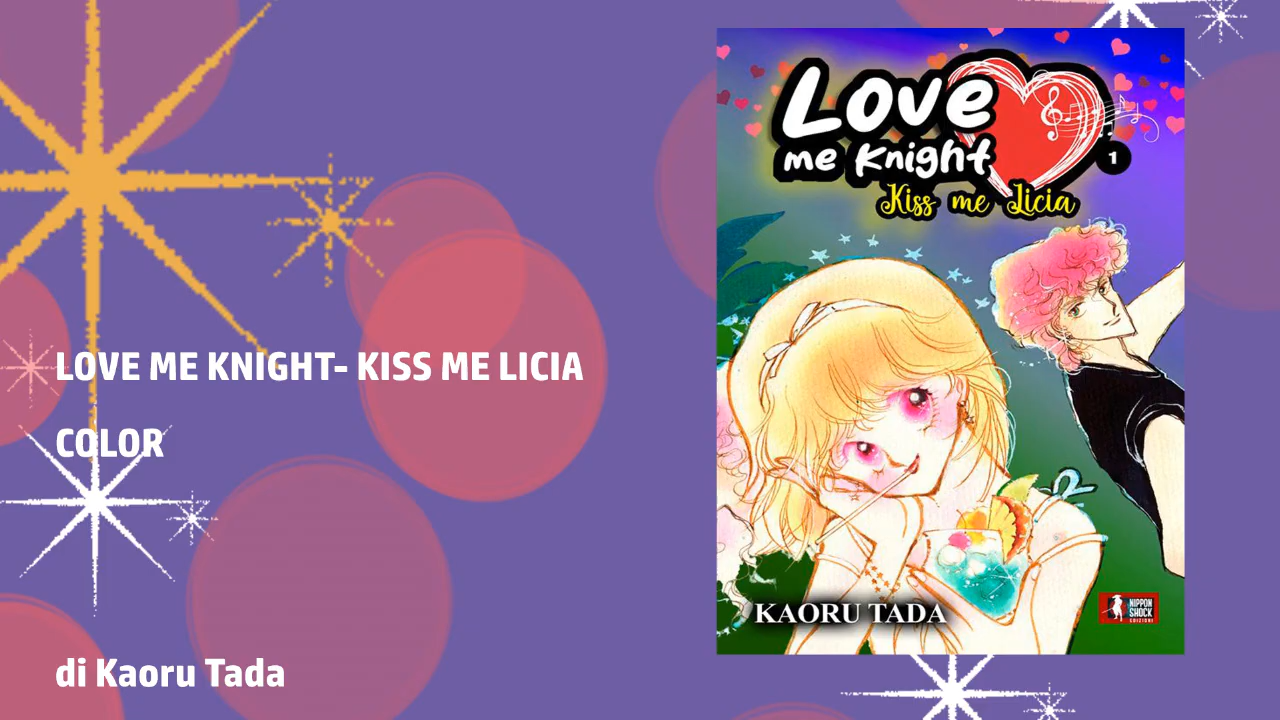 LOVE ME KNIGHT- KISS ME LICIA
COLOR
di Kaoru Tada
Love
me Knight
1
Kiss me Licia
KAORU TADA
NIPPON
SHOCK
EDIZIONI